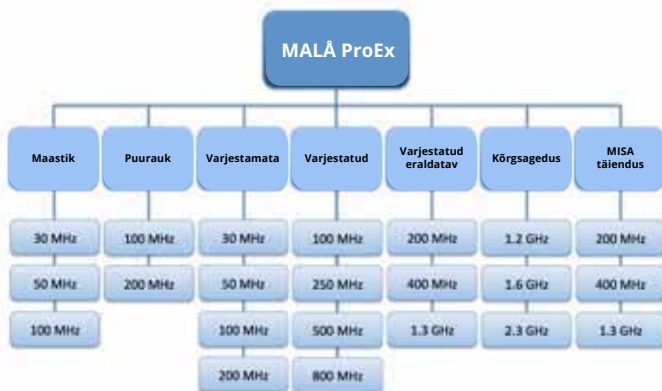 MALÅ ProEx
Maastik
Puurauk
Varjestamata
Varjestatud
Varjestatud
eraldatav
Kõrgsagedus
MISA
täiendus
30 MHz
100 MHz
30 MHz
100 MHz
200 MHz
1.2 GHz
200 MHz
50 MHz
200 MHz
50 MHz
250 MHz
400 MHz
1.6 GHz
400 MHz
100 MHz
100 MHz
500 MHz
1.3 GHz
2.3 GHz
1.3 GHz
200 MHz
800 MHz